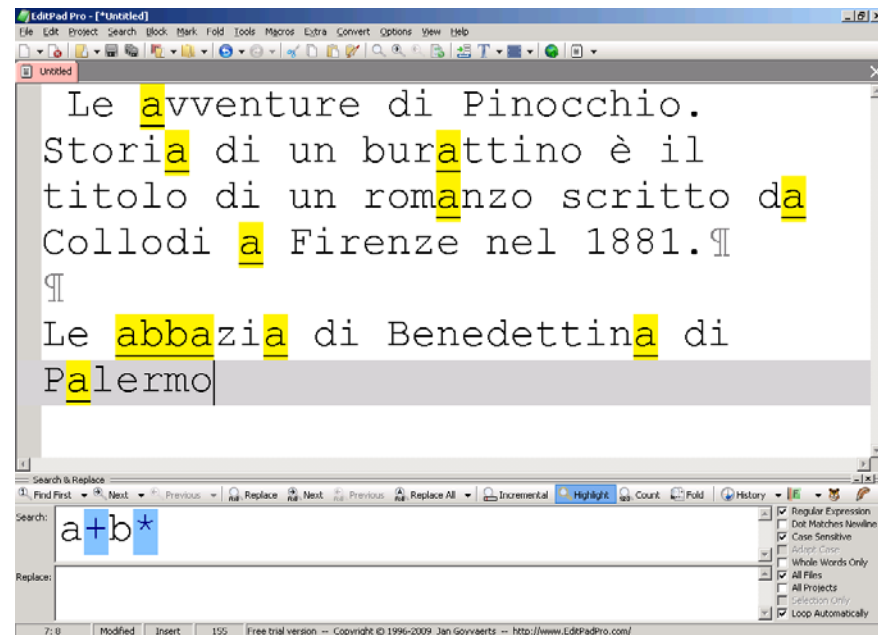 EditPad Pro - [*Untitled]
File Edit Project Search Block Mark Fold Tools Macros Extra Convert Options View Help
Untitled
Le avventure di Pinocchio.
Storia di un burattino è il
titolo di un romanzo scritto da
Collodi a Firenze nel 1881.¶
¶
Le abbazia di Benedettina di
Palermo
Search & Replace
Find First Next Previous Replace Next Previous Replace All Incremental Highlight Count Fold History
Search: a+b*
Regular Expression
Dot Matches Newline
Case Sensitive
Adapt Case
Whole Words Only
Replace:
All Files
All Projects
Selection Only
Loop Automatically
7: 8 Modified Insert 155 Free trial version -- Copyright © 1996-2009 Jan Goyvaerts -- http://www.EditPadPro.com/